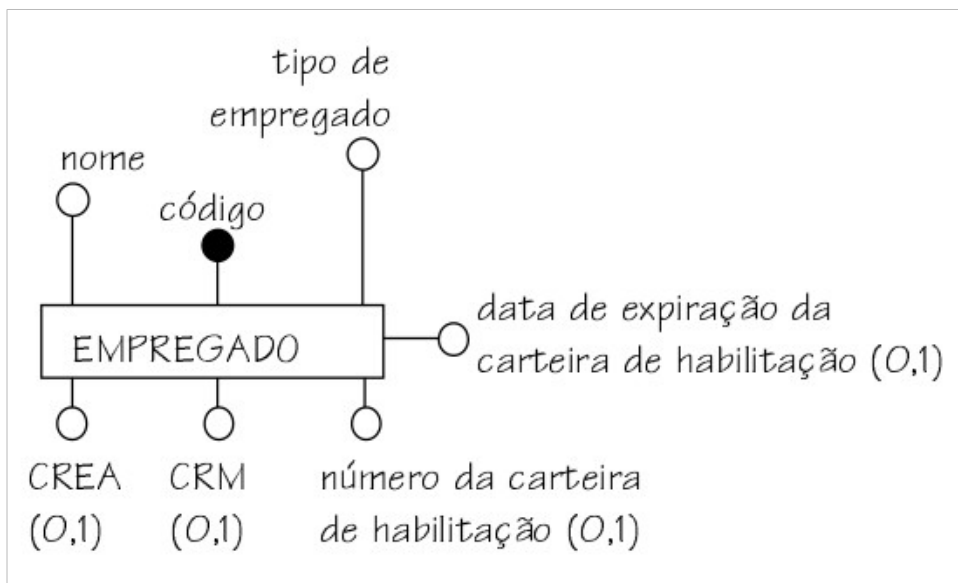 tipo de
empregado
nome
código
EMPREGADO
data de expiração da
carteira de habilitação (0,1)
CREA
(0,1)
CRM
(0,1)
número da carteira
de habilitação (0,1)